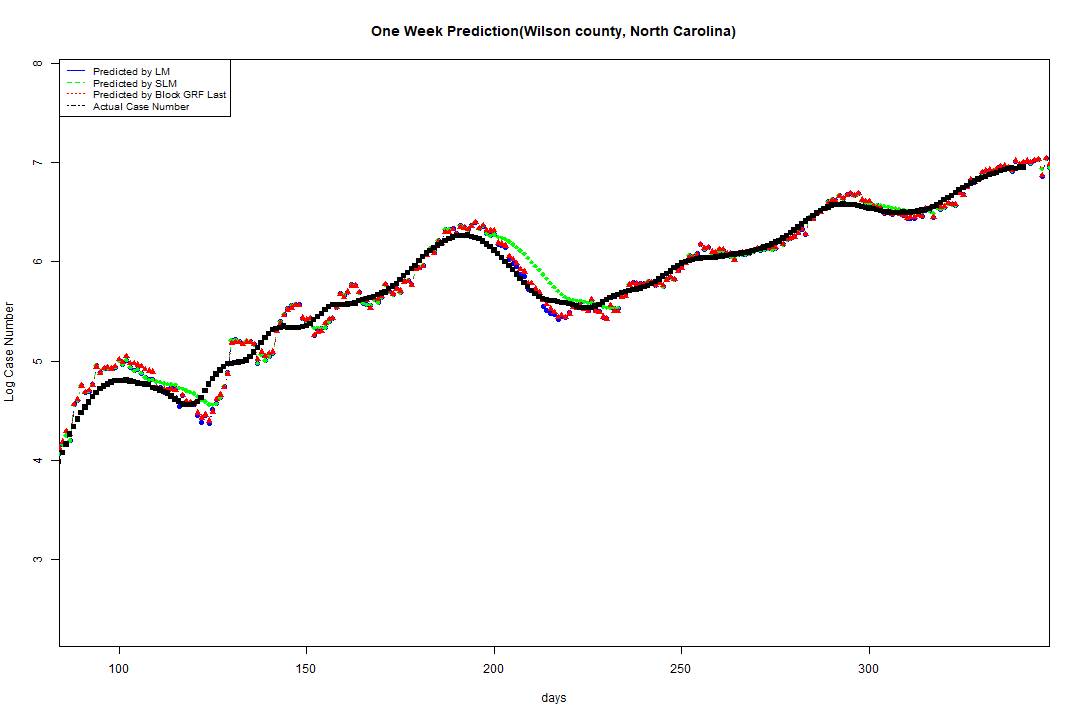 One Week Prediction(Wilson county, North Carolina)
Predicted by LM
Predicted by SLM
Predicted by Block GRF Last
Actual Case Number
8
7
6
5
4
3
Log Case Number
100 150 200 250 300
days